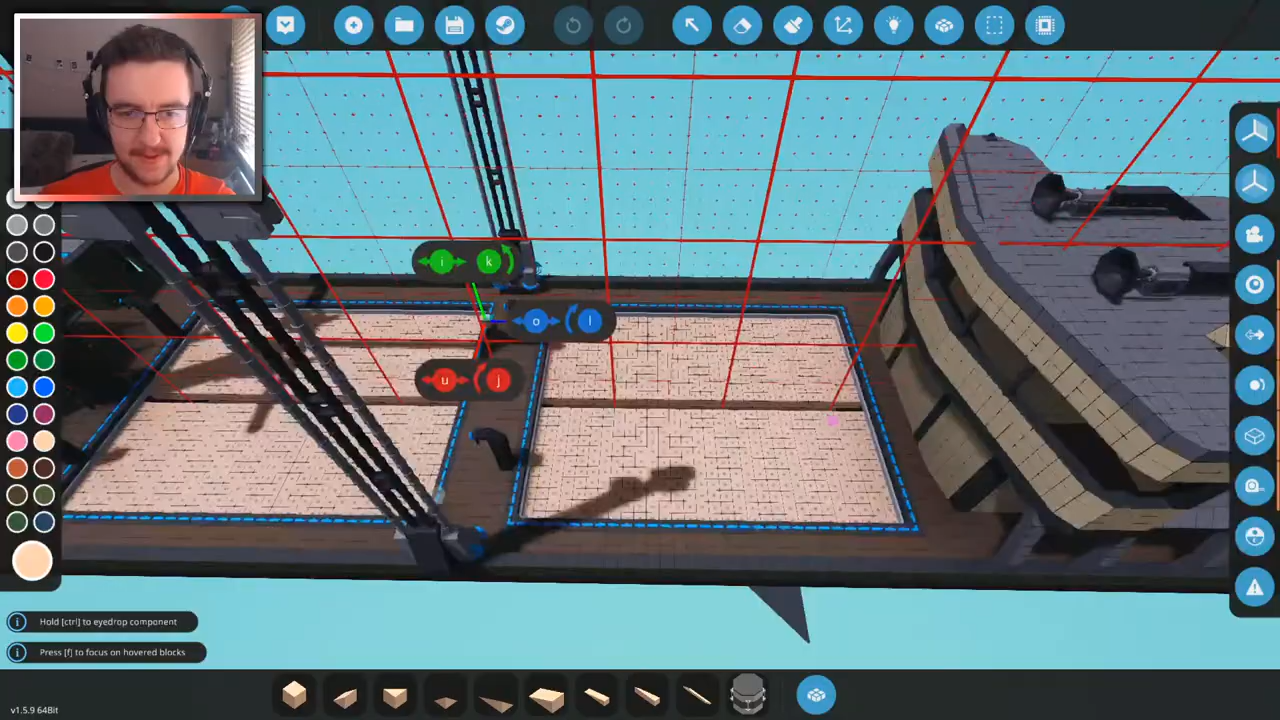 i k
o l
u j
Hold [ctrl] to eyedrop component
Press [f] to focus on hovered blocks
v1.5.9 64Bit